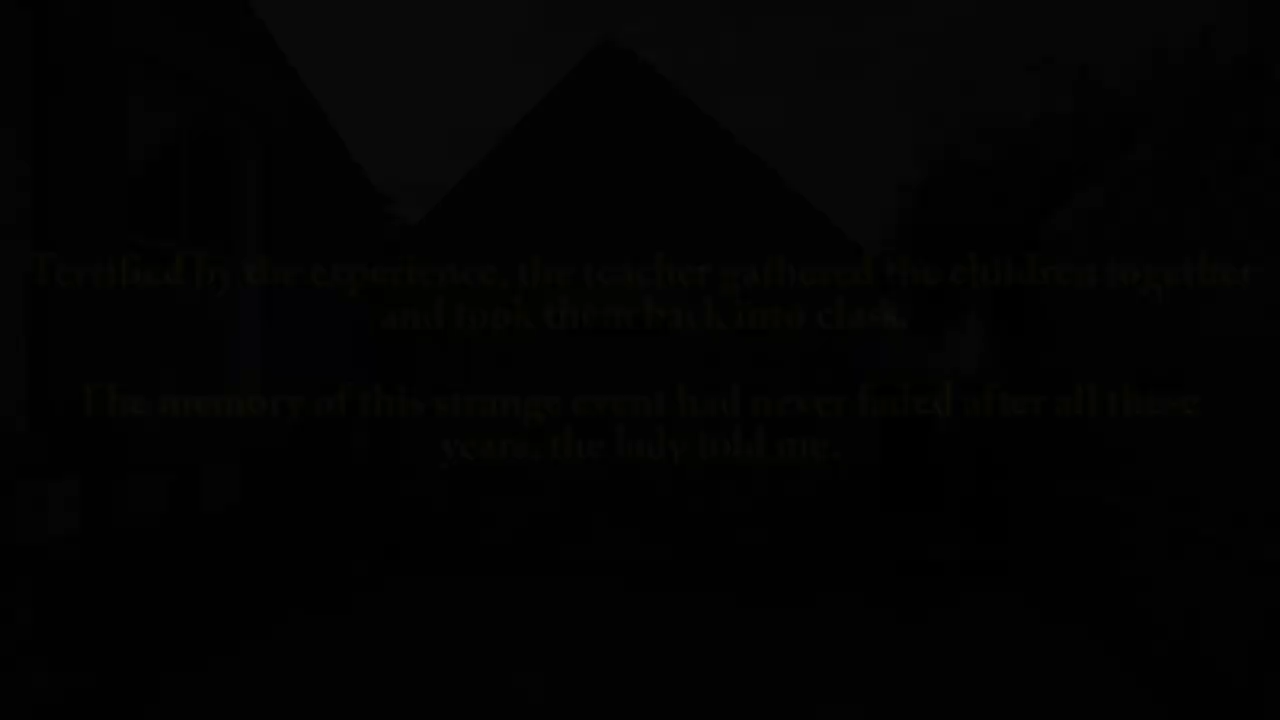 Terrified by the experience, the teacher gathered the children together
and took them back into class.
The memory of this strange event had never faded after all these
years, the lady told me.